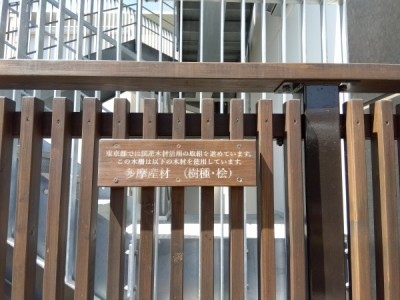 東京都では国産木材活用の取組を進めています。
この木柵は以下の木材を使用しています。
多摩産材　（樹種・桧）